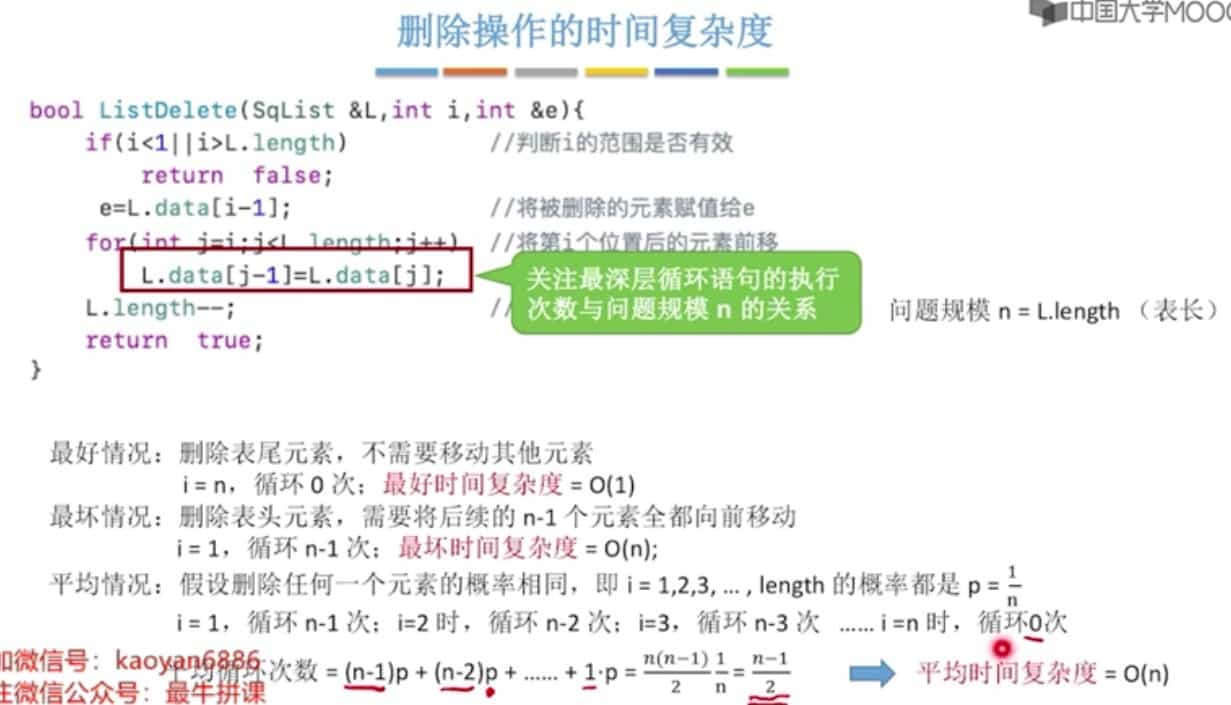 中国大学MOO
删除操作的时间复杂度
bool ListDelete(SqList &L,int i,int &e){
if(i<1||i>L.length) //判断i的范围是否有效
return false;
e=L.data[i-1]; //将被删除的元素赋值给e
for(int j=i;j<L.length;j++) //将第i个位置后的元素前移
L.data[j-1]=L.data[j];
关注最深层循环语句的执行
次数与问题规模 n 的关系
L.length--; //
问题规模 n = L.length （表长）
return true;
}
最好情况：删除表尾元素，不需要移动其他元素
i = n，循环 0 次；最好时间复杂度 = O(1)
最坏情况：删除表头元素，需要将后续的 n-1 个元素全都向前移动
i = 1，循环 n-1 次；最坏时间复杂度 = O(n);
平均情况：假设删除任何一个元素的概率相同，即 i = 1,2,3, … , length 的概率都是 p = 1/n
i = 1，循环 n-1 次；i=2 时，循环 n-2 次；i=3，循环 n-3 次 …… i =n 时，循环0次
加微信号：kaoyan6886
平均循环次数 = (n-1)p + (n-2)p + …… + 1·p = n(n−1)/2 1/n = n−1/2 平均时间复杂度 = O(n)
注微信公众号：最牛拼课